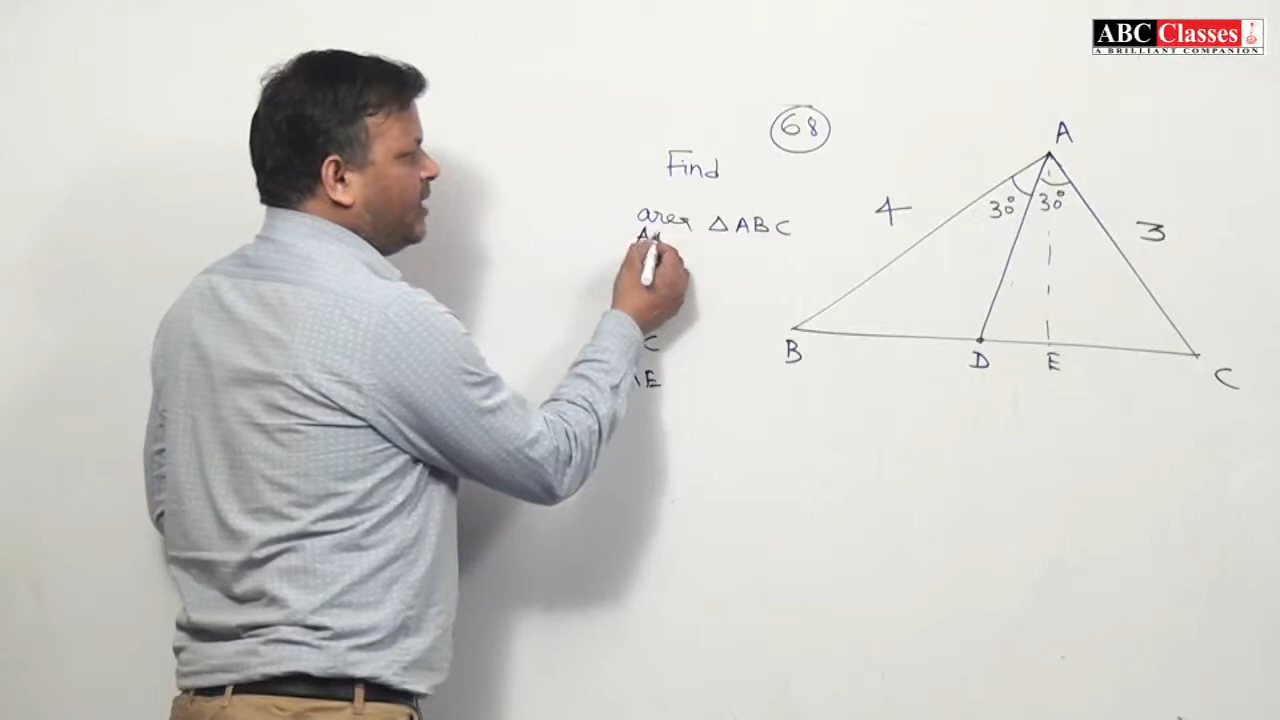 ABC Classes
A BRILLIANT COMPANION
68
Find
area △ABC
C
E
A
4
30° 30°
3
E
B
D
E
C